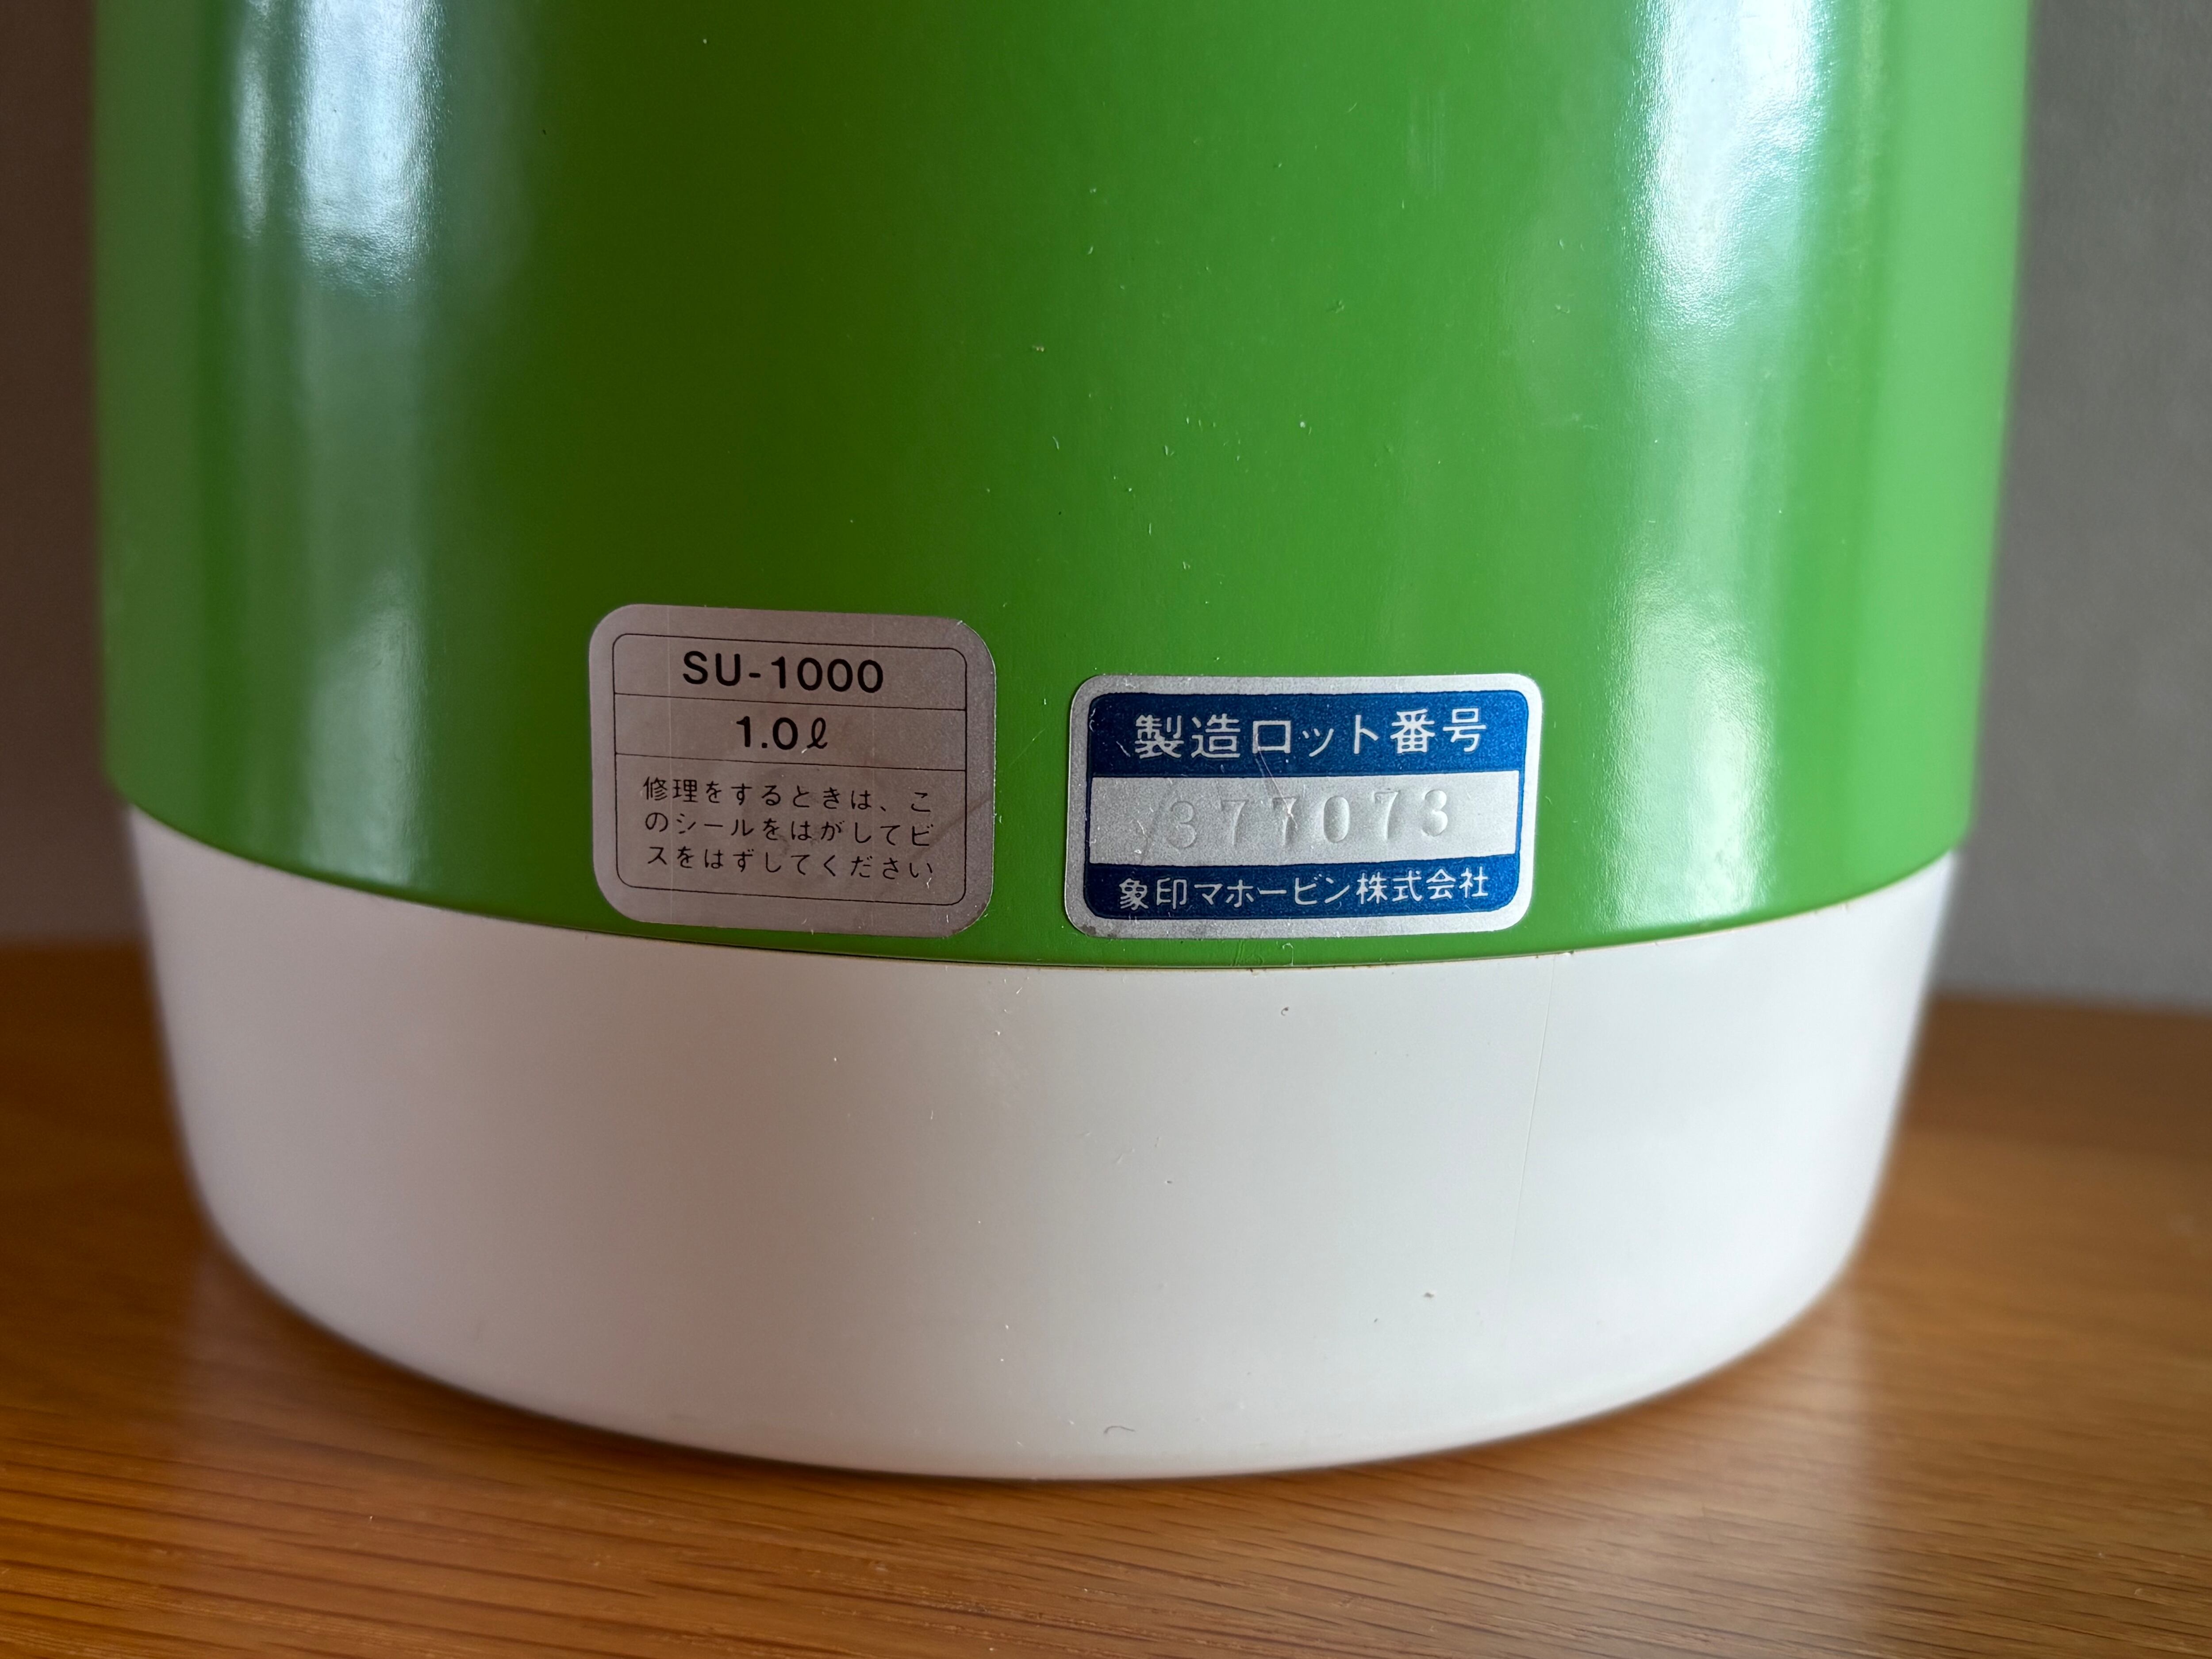 SU-1000
1.0ℓ
修理をするときは、こ
のシールをはがしてビ
スをはずしてください
製造ロット番号
377073
象印マホービン株式会社